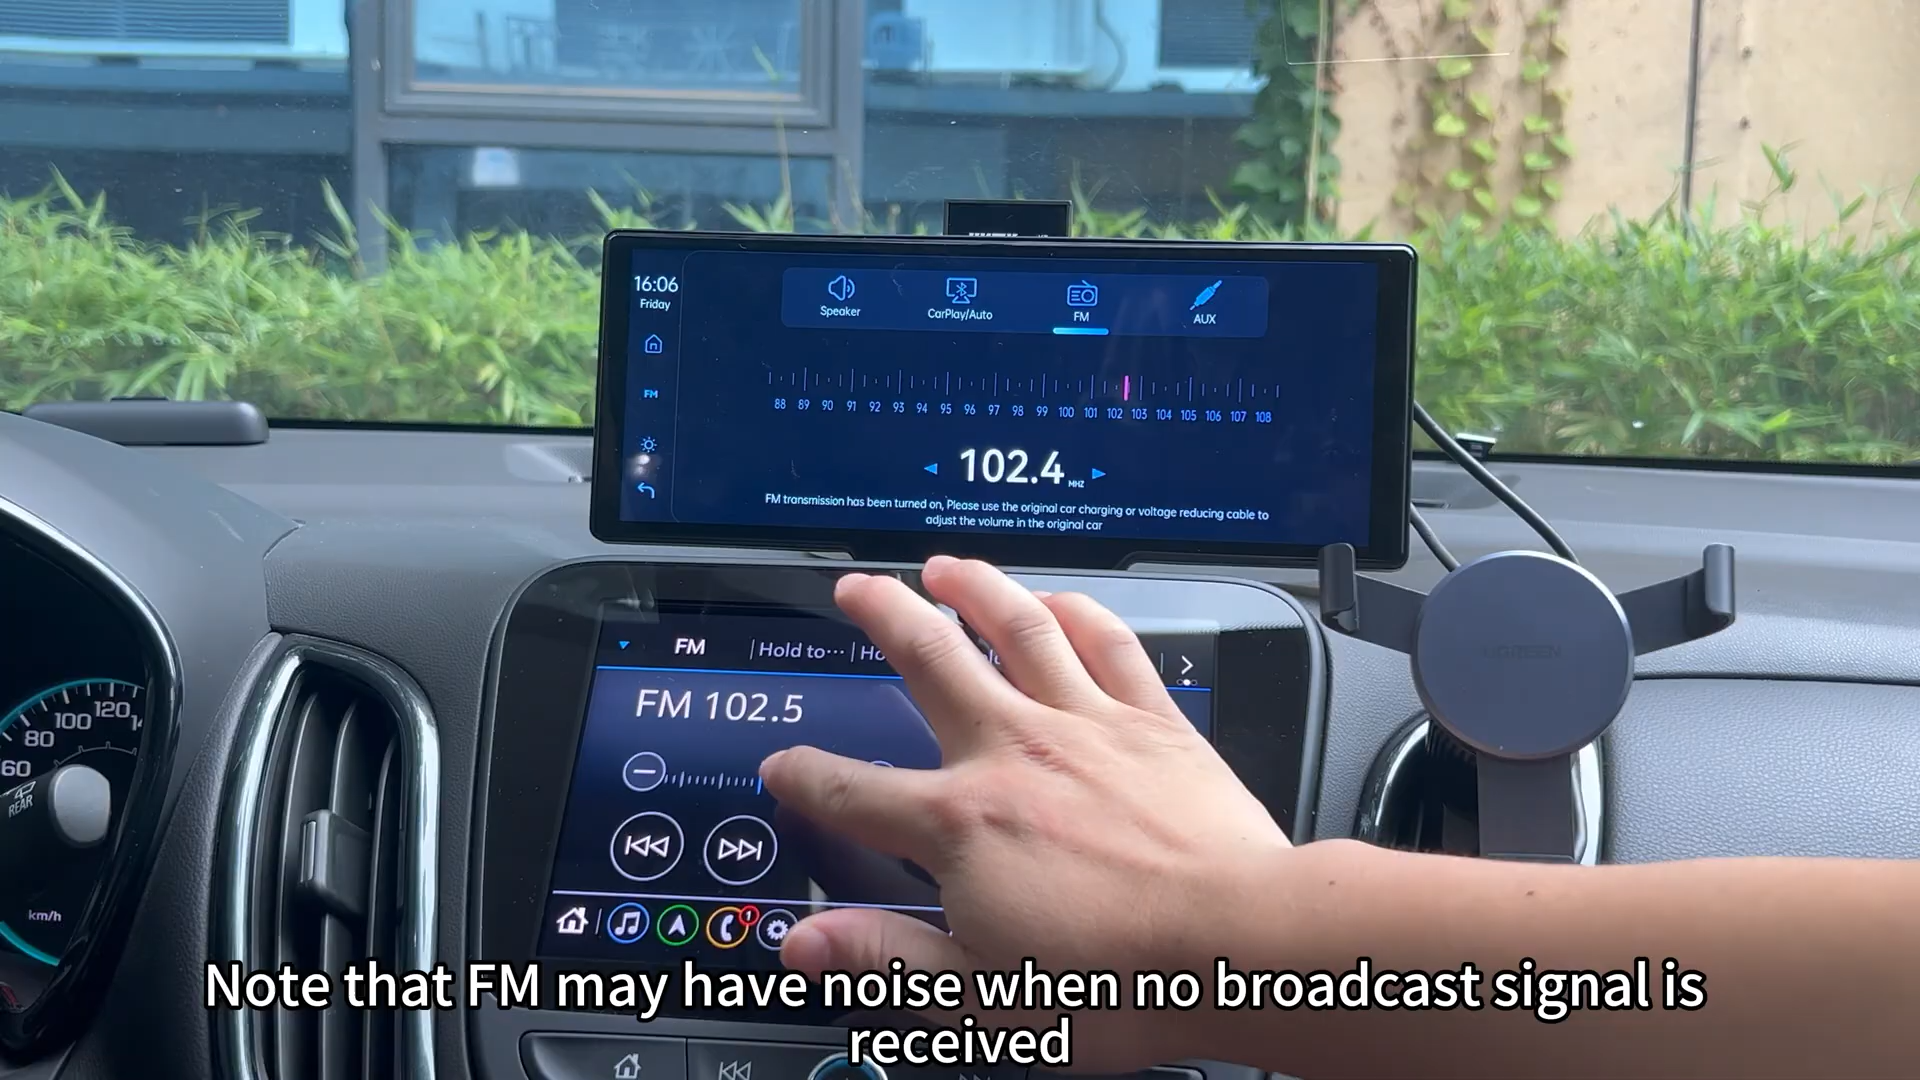 16:06
Friday
Speaker
CarPlay/Auto
FM
AUX
FM
88 89 90 91 92 93 94 95 96 97 98 99 100 101 102 103 104 105 106 107 108
102.4 MHZ
FM transmission has been turned on, Please use the original car charging or voltage reducing cable to
adjust the volume in the original car
UGREEN
FM
Hold to...
FM 102.5
60 80 100 120
REAR
km/h
1
Note that FM may have noise when no broadcast signal is
received